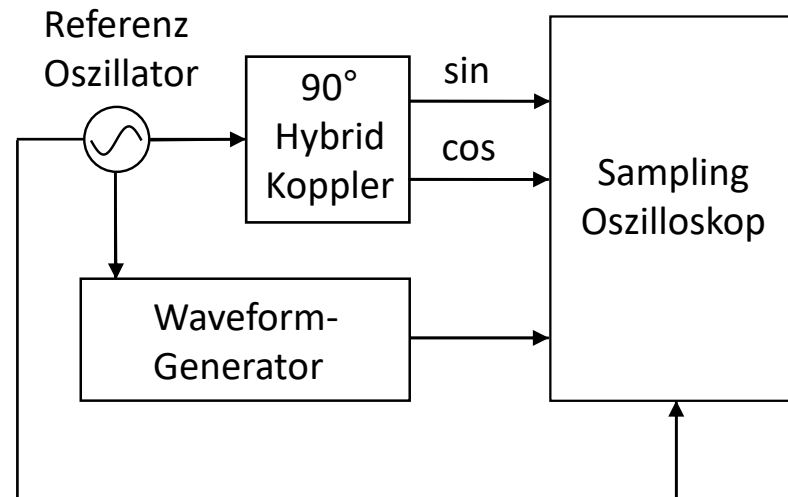 Referenz
Oszillator
90°
Hybrid
Koppler
sin
cos
Sampling
Oszilloskop
Waveform-
Generator